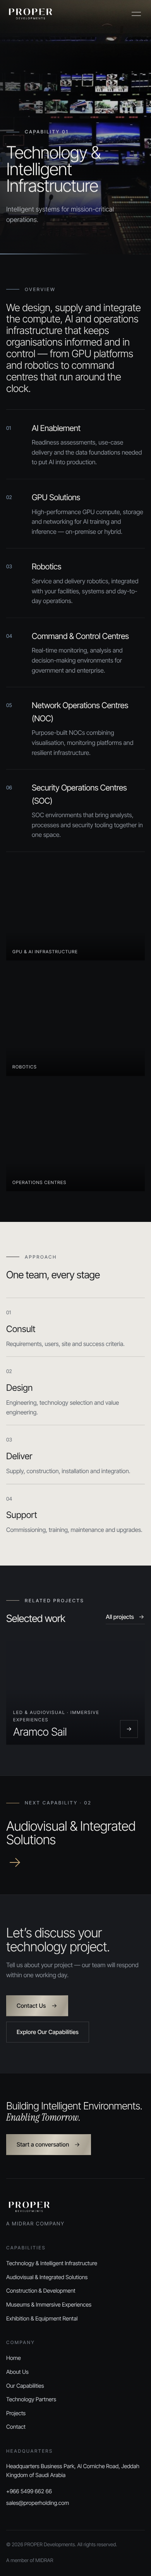 PROPER
DEVELOPMENTS
CAPABILITY 01
Technology &
Intelligent
Infrastructure
Intelligent systems for mission-critical
operations.
OVERVIEW
We design, supply and integrate
the compute, AI and operations
infrastructure that keeps
organisations informed and in
control — from GPU platforms
and robotics to command
centres that run around the
clock.
01
AI Enablement
Readiness assessments, use-case
delivery and the data foundations needed
to put AI into production.
02
GPU Solutions
High-performance GPU compute, storage
and networking for AI training and
inference — on-premise or hybrid.
03
Robotics
Service and delivery robotics, integrated
with your facilities, systems and day-to-
day operations.
04
Command & Control Centres
Real-time monitoring, analysis and
decision-making environments for
government and enterprise.
05
Network Operations Centres
(NOC)
Purpose-built NOCs combining
visualisation, monitoring platforms and
resilient infrastructure.
06
Security Operations Centres
(SOC)
SOC environments that bring analysts,
processes and security tooling together in
one space.
GPU & AI INFRASTRUCTURE
ROBOTICS
OPERATIONS CENTRES
APPROACH
One team, every stage
01
Consult
Requirements, users, site and success criteria.
02
Design
Engineering, technology selection and value
engineering.
03
Deliver
Supply, construction, installation and integration.
04
Support
Commissioning, training, maintenance and upgrades.
RELATED PROJECTS
Selected work
All projects →
LED & AUDIOVISUAL · IMMERSIVE
EXPERIENCES
Aramco Sail
→
NEXT CAPABILITY · 02
Audiovisual & Integrated
Solutions
→
Let's discuss your
technology project.
Tell us about your project — our team will respond
within one working day.
Contact Us →
Explore Our Capabilities
Building Intelligent Environments.
Enabling Tomorrow.
Start a conversation →
PROPER
DEVELOPMENTS
A MIDRAR COMPANY
CAPABILITIES
Technology & Intelligent Infrastructure
Audiovisual & Integrated Solutions
Construction & Development
Museums & Immersive Experiences
Exhibition & Equipment Rental
COMPANY
Home
About Us
Our Capabilities
Technology Partners
Projects
Contact
HEADQUARTERS
Headquarters Business Park, Al Corniche Road, Jeddah
Kingdom of Saudi Arabia
+966 5499 662 66
sales@properholding.com
© 2026 PROPER Developments. All rights reserved.
A member of MIDRAR